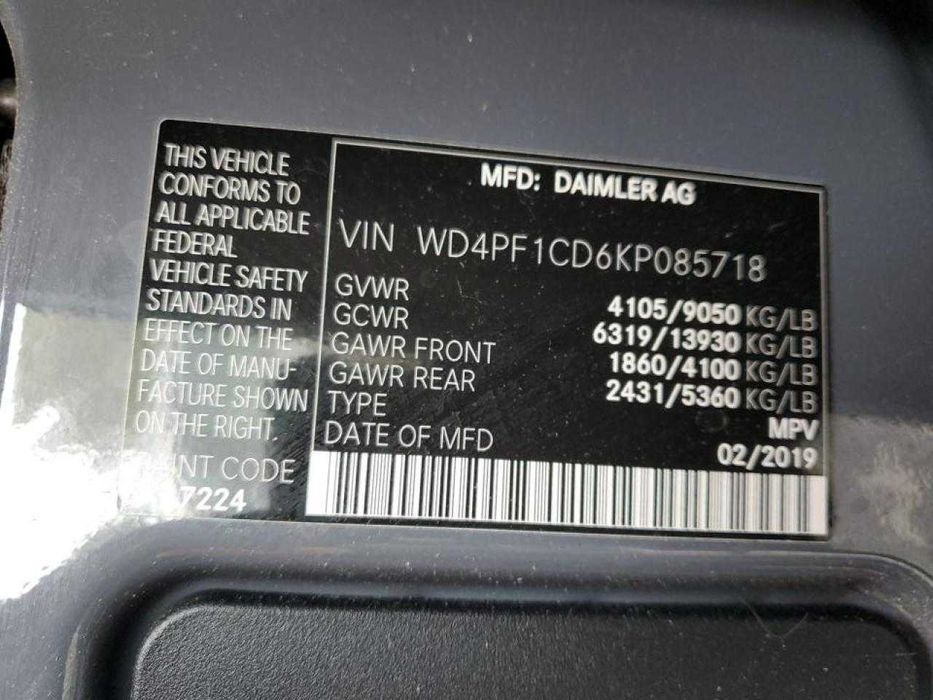 THIS VEHICLE
CONFORMS TO
ALL APPLICABLE
FEDERAL
VEHICLE SAFETY
STANDARDS IN
EFFECT ON THE
DATE OF MANU-
FACTURE SHOWN
ON THE RIGHT.
CODE
7224
MFD: DAIMLER AG
VIN WD4PF1CD6KP085718
GVWR 4105/9050 KG/LB
GCWR 6319/13930 KG/LB
GAWR FRONT 1860/4100 KG/LB
GAWR REAR 2431/5360 KG/LB
TYPE MPV
DATE OF MFD 02/2019